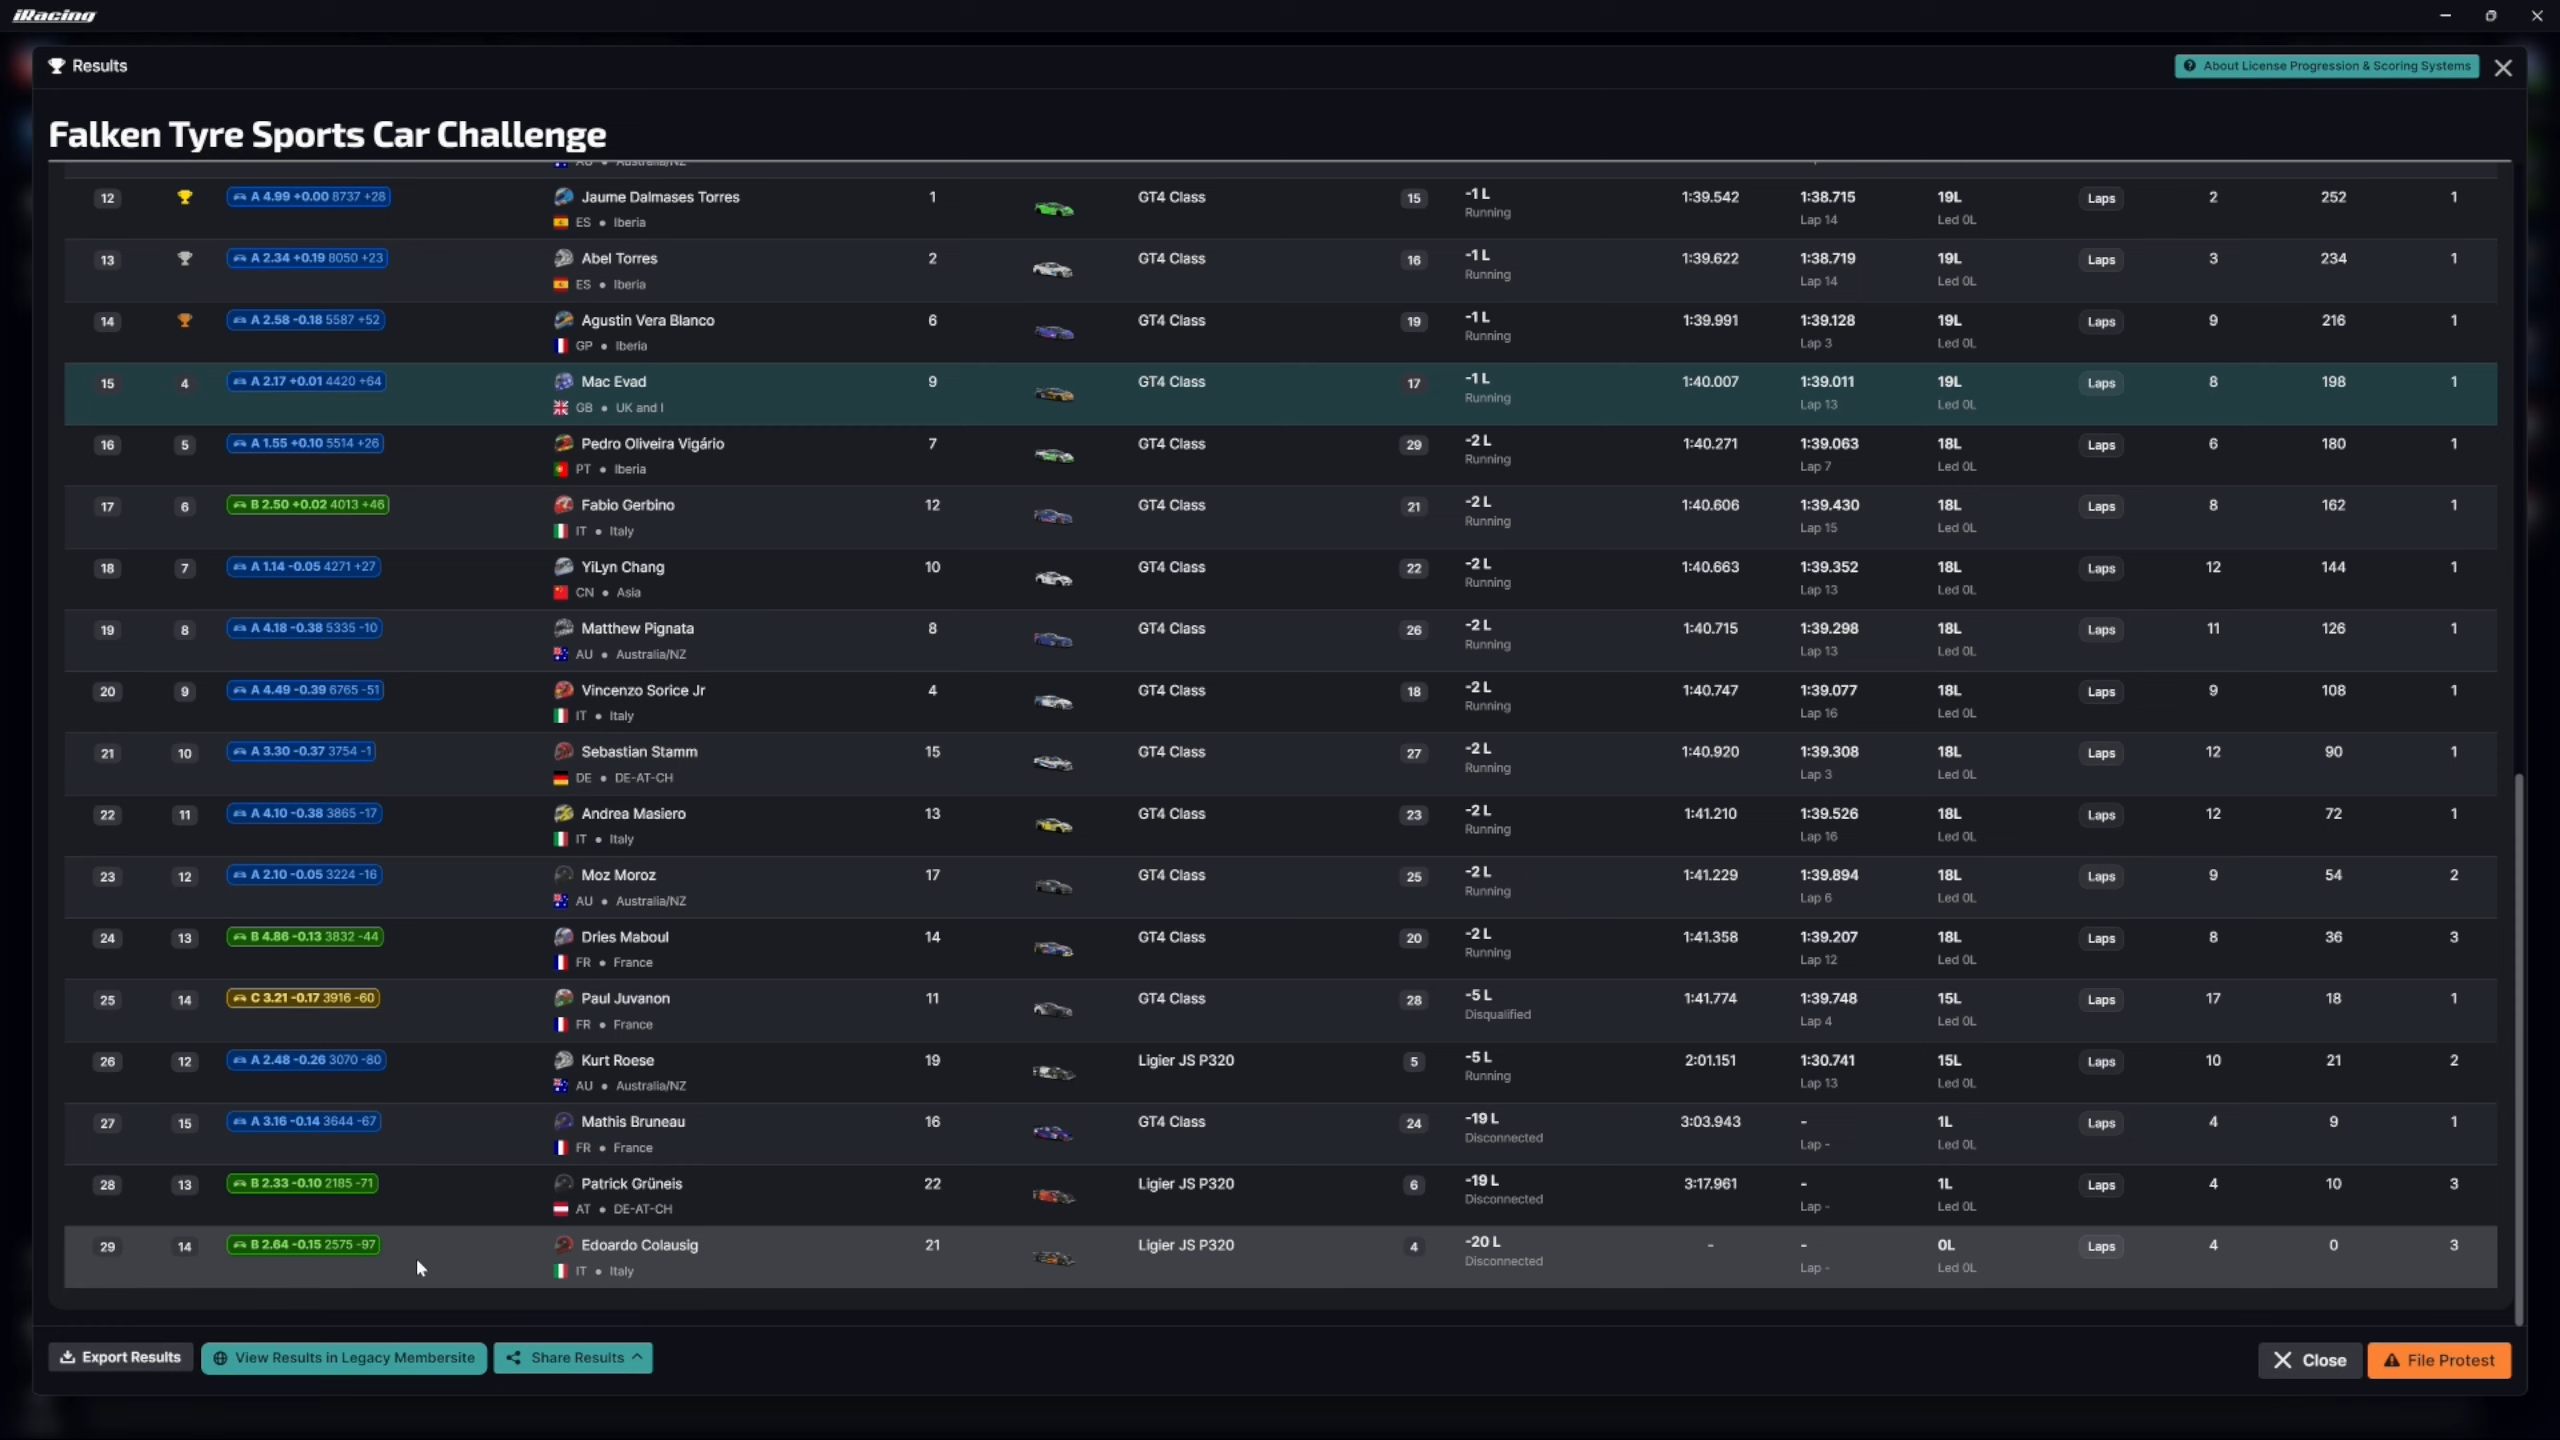 iRacing
Results
About License Progression & Scoring Systems
Falken Tyre Sports Car Challenge
AU • Australia/NZ
12 A 4.99 +0.00 8737 +28 Jaume Dalmases Torres 1 GT4 Class 15 -1 L 1:39.542 1:38.715 19L Laps 2 252 1
ES • Iberia Running Lap 14 Led 0L
13 A 2.34 +0.19 8050 +23 Abel Torres 2 GT4 Class 16 -1 L 1:39.622 1:38.719 19L Laps 3 234 1
ES • Iberia Running Lap 14 Led 0L
14 A 2.58 -0.18 5587 +52 Agustin Vera Blanco 6 GT4 Class 19 -1 L 1:39.991 1:39.128 19L Laps 9 216 1
GP • Iberia Running Lap 3 Led 0L
15 4 A 2.17 +0.01 4420 +64 Mac Evad 9 GT4 Class 17 -1 L 1:40.007 1:39.011 19L Laps 8 198 1
GB • UK and I Running Lap 13 Led 0L
16 5 A 1.55 +0.10 5514 +26 Pedro Oliveira Vigário 7 GT4 Class 29 -2 L 1:40.271 1:39.063 18L Laps 6 180 1
PT • Iberia Running Lap 7 Led 0L
17 6 B 2.50 +0.02 4013 +46 Fabio Gerbino 12 GT4 Class 21 -2 L 1:40.606 1:39.430 18L Laps 8 162 1
IT • Italy Running Lap 15 Led 0L
18 7 A 1.14 -0.05 4271 +27 YiLyn Chang 10 GT4 Class 22 -2 L 1:40.663 1:39.352 18L Laps 12 144 1
CN • Asia Running Lap 13 Led 0L
19 8 A 4.18 -0.38 5335 -10 Matthew Pignata 8 GT4 Class 26 -2 L 1:40.715 1:39.298 18L Laps 11 126 1
AU • Australia/NZ Running Lap 13 Led 0L
20 9 A 4.49 -0.39 6765 -51 Vincenzo Sorice Jr 4 GT4 Class 18 -2 L 1:40.747 1:39.077 18L Laps 9 108 1
IT • Italy Running Lap 16 Led 0L
21 10 A 3.30 -0.37 3754 -1 Sebastian Stamm 15 GT4 Class 27 -2 L 1:40.920 1:39.308 18L Laps 12 90 1
DE • DE-AT-CH Running Lap 3 Led 0L
22 11 A 4.10 -0.38 3865 -17 Andrea Masiero 13 GT4 Class 23 -2 L 1:41.210 1:39.526 18L Laps 12 72 1
IT • Italy Running Lap 16 Led 0L
23 12 A 2.10 -0.05 3224 -16 Moz Moroz 17 GT4 Class 25 -2 L 1:41.229 1:39.894 18L Laps 9 54 2
AU • Australia/NZ Running Lap 6 Led 0L
24 13 B 4.86 -0.13 3832 -44 Dries Maboul 14 GT4 Class 20 -2 L 1:41.358 1:39.207 18L Laps 8 36 3
FR • France Running Lap 12 Led 0L
25 14 C 3.21 -0.17 3916 -60 Paul Juvanon 11 GT4 Class 28 -5 L 1:41.774 1:39.748 15L Laps 17 18 1
FR • France Disqualified Lap 4 Led 0L
26 12 A 2.48 -0.26 3070 -80 Kurt Roese 19 Ligier JS P320 5 -5 L 2:01.151 1:30.741 15L Laps 10 21 2
AU • Australia/NZ Running Lap 13 Led 0L
27 15 A 3.16 -0.14 3644 -67 Mathis Bruneau 16 GT4 Class 24 -19 L 3:03.943 - 1L Laps 4 9 1
FR • France Disconnected Lap - Led 0L
28 13 B 2.33 -0.10 2185 -71 Patrick Grüneis 22 Ligier JS P320 6 -19 L 3:17.961 - 1L Laps 4 10 3
AT • DE-AT-CH Disconnected Lap - Led 0L
29 14 B 2.64 -0.15 2575 -97 Edoardo Colausig 21 Ligier JS P320 4 -20 L - - 0L Laps 4 0 3
IT • Italy Disconnected Lap - Led 0L
Export Results View Results in Legacy Membersite Share Results Close File Protest